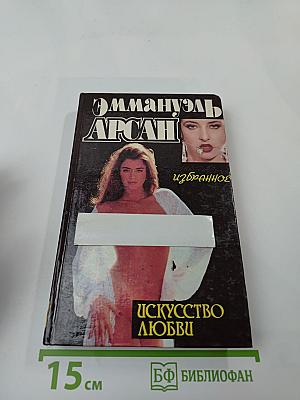 Эммануэль
АРСАН
ИЗБРАННОЕ
ИСКУССТВО
ЛЮБВИ
15 см
БФ БИБЛИОФАН